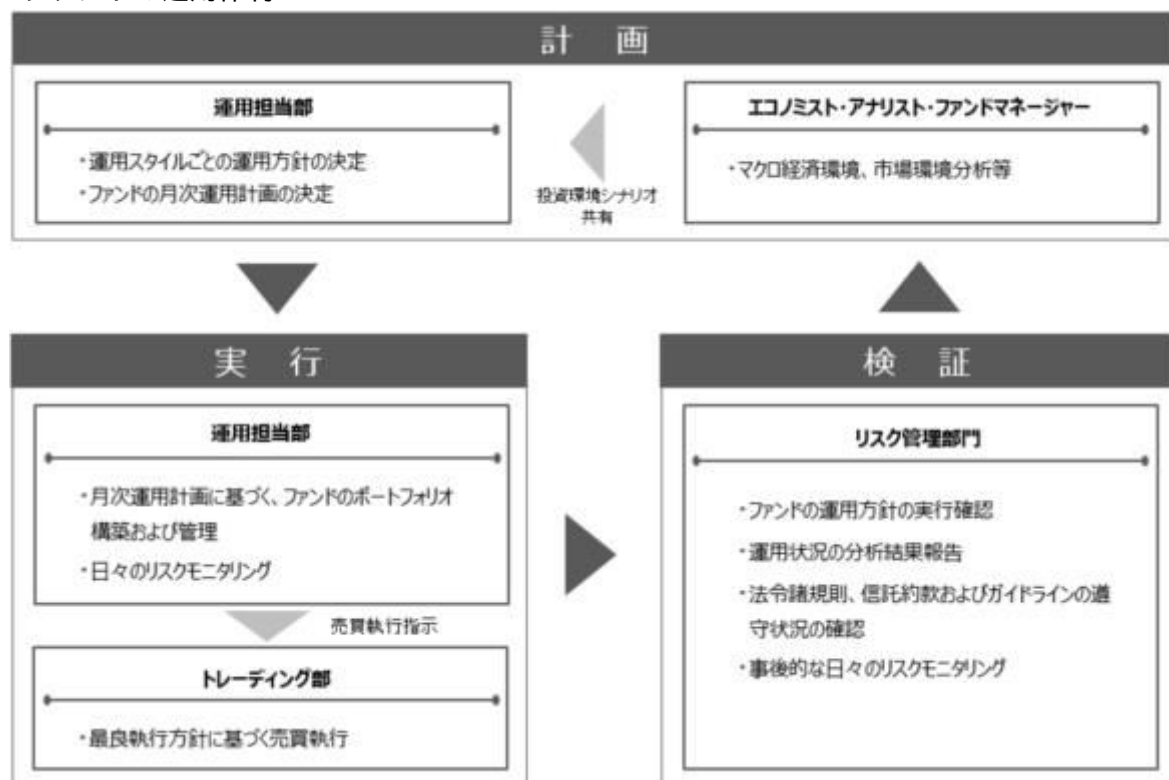 計 画
運用担当部
・運用スタイルごとの運用方針の決定
・ファンドの月次運用計画の決定
投資環境シナリオ
共有
エコノミスト・アナリスト・ファンドマネージャー
・マクロ経済環境、市場環境分析等
実 行
運用担当部
・月次運用計画に基づく、ファンドのポートフォリオ
構築および管理
・日々のリスクモニタリング
売買執行指示
トレーディング部
・最良執行方針に基づく売買執行
検 証
リスク管理部門
・ファンドの運用方針の実行確認
・運用状況の分析結果報告
・法令諸規則、信託約款およびガイドラインの遵
守状況の確認
・事後的な日々のリスクモニタリング